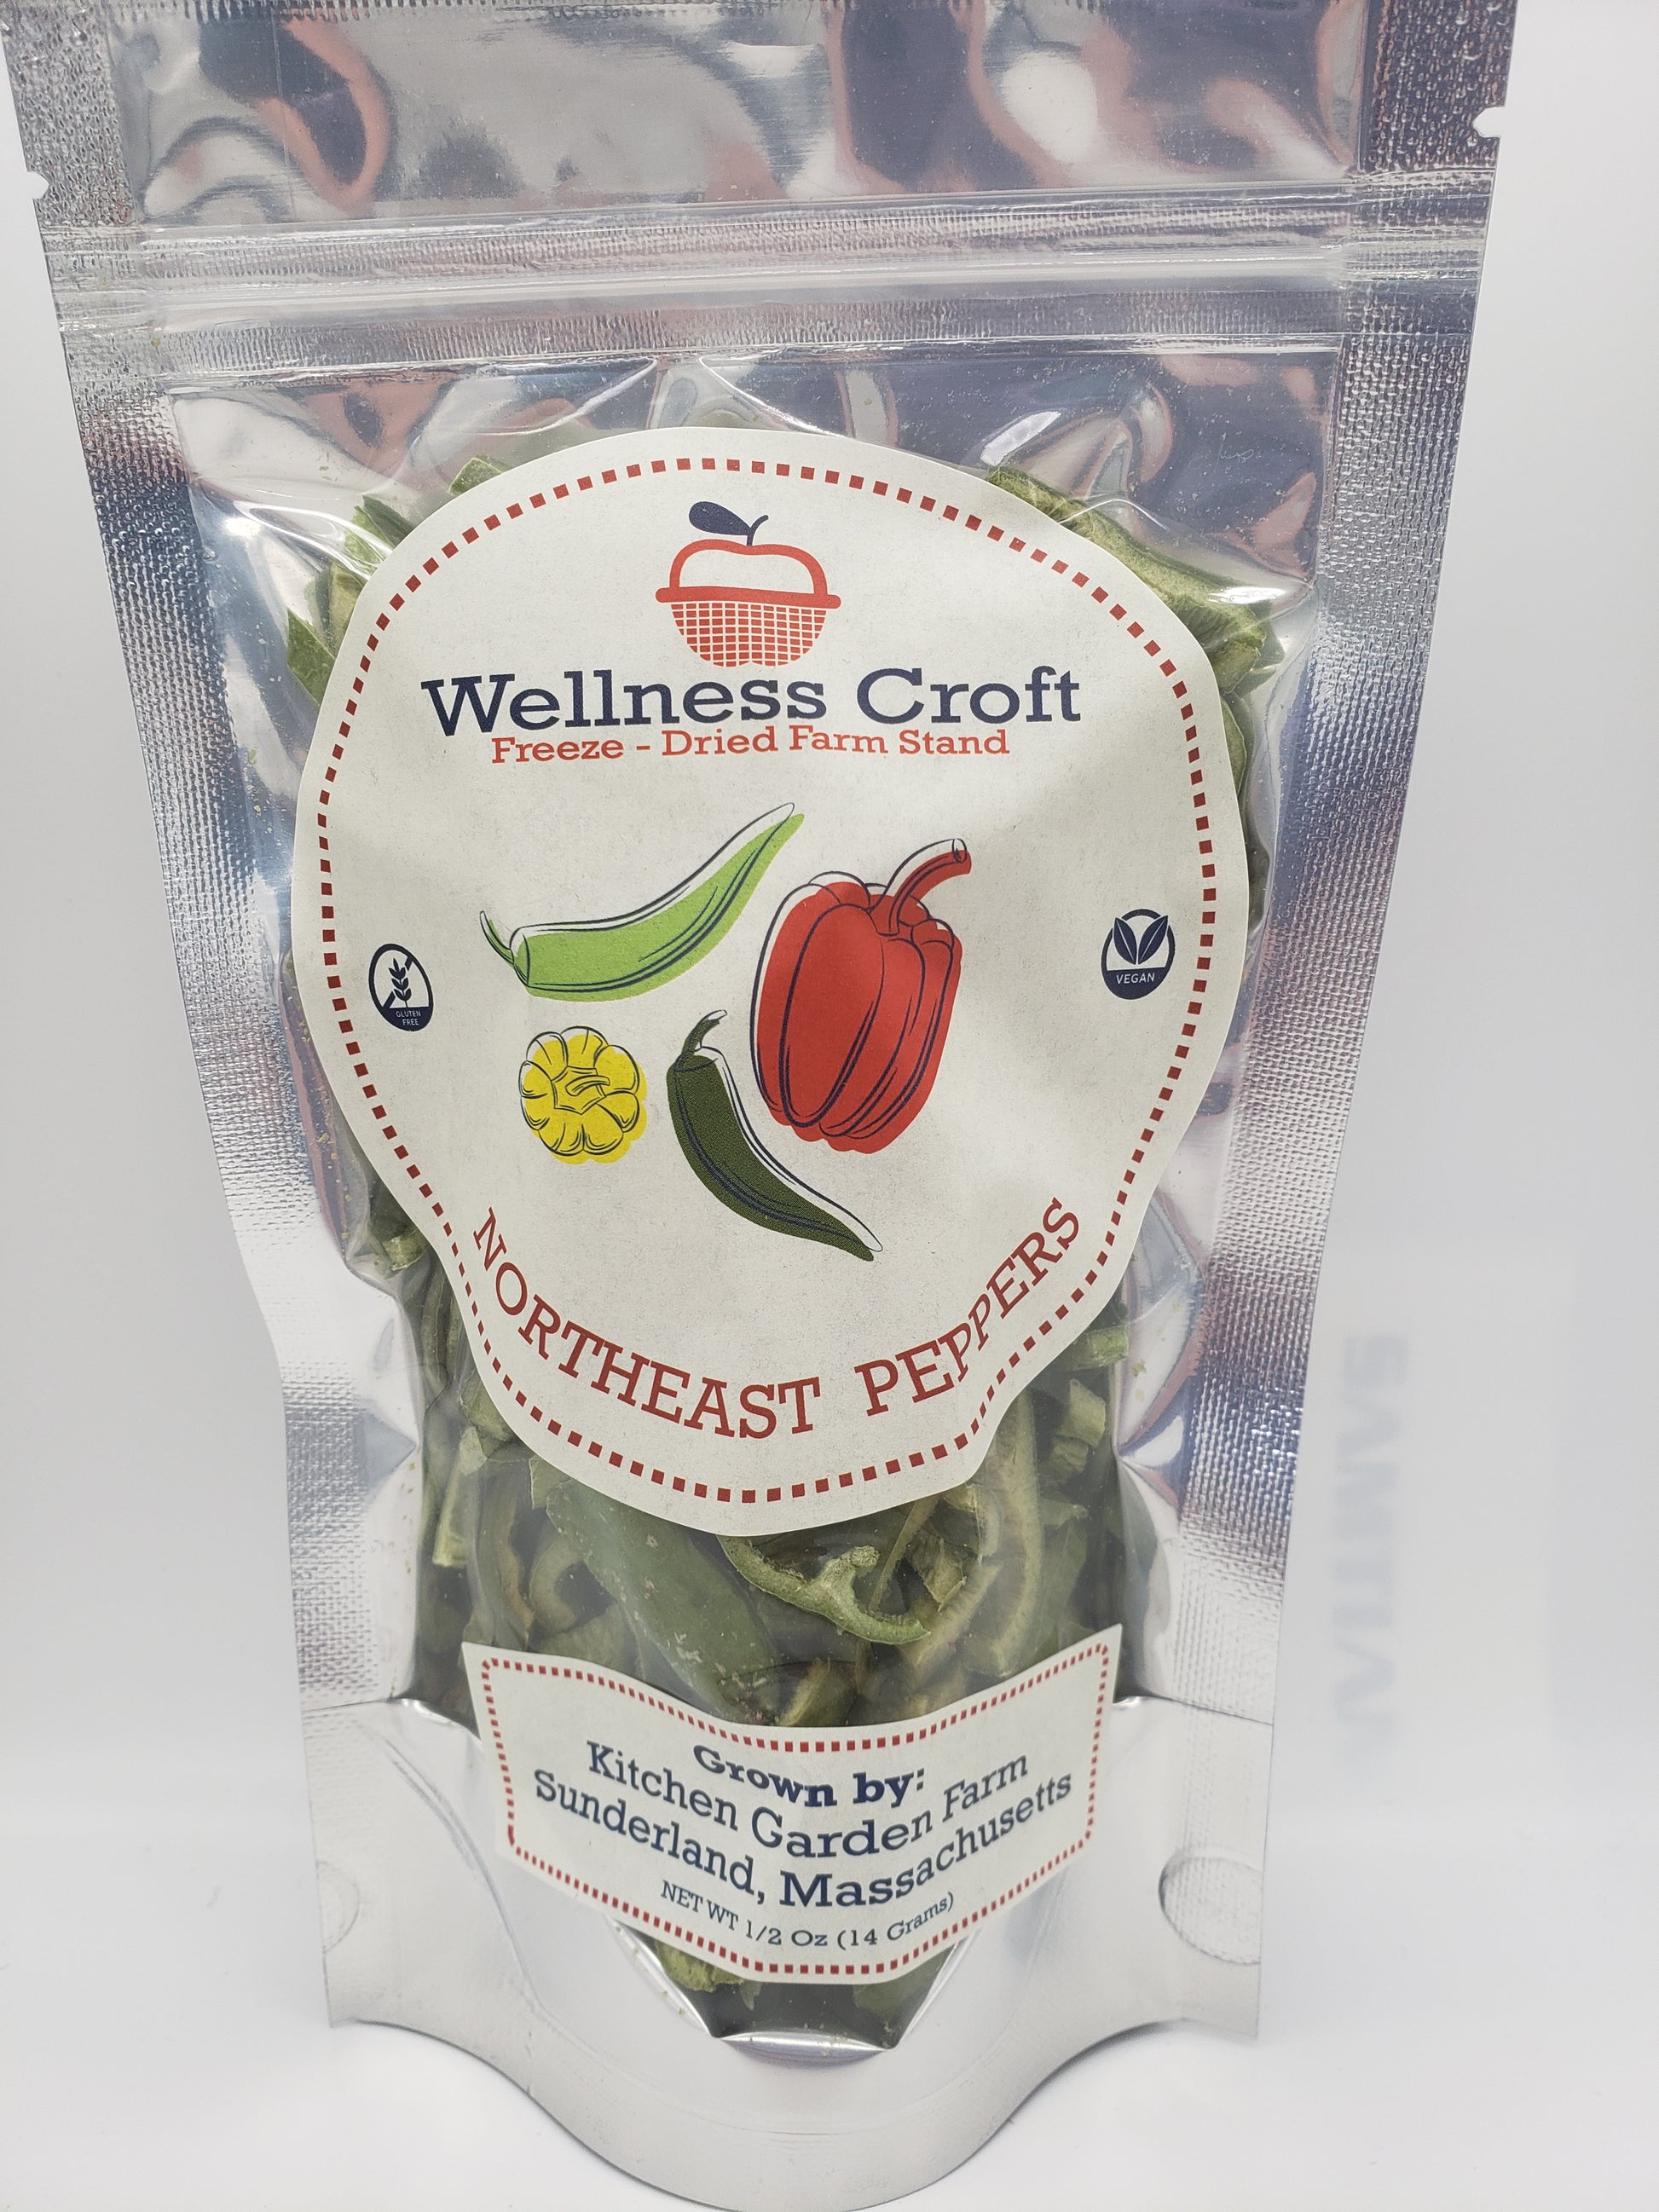 Wellness Croft
Freeze - Dried Farm Stand
GLUTEN
FREE
VEGAN
NORTHEAST PEPPERS
Grown by:
Kitchen Garden Farm
Sunderland, Massachusetts
NET WT 1/2 Oz (14 Grams)